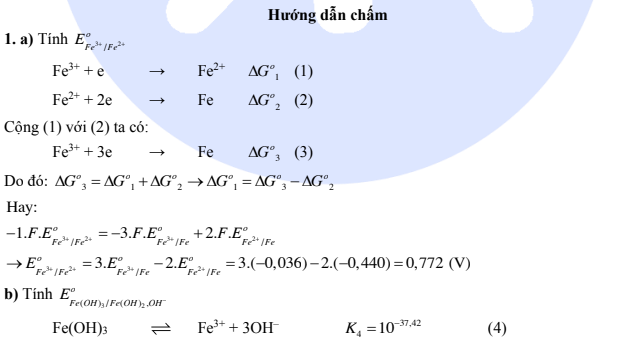 Hướng dẫn chấm
1. a) Tính E°Fe³⁺/Fe²⁺
Fe³⁺ + e → Fe²⁺ ΔG°₁ (1)
Fe²⁺ + 2e → Fe ΔG°₂ (2)
Cộng (1) với (2) ta có:
Fe³⁺ + 3e → Fe ΔG°₃ (3)
Do đó: ΔG°₃ = ΔG°₁ + ΔG°₂ → ΔG°₁ = ΔG°₃ − ΔG°₂
Hay:
−1.F.E°Fe³⁺/Fe²⁺ = −3.F.E°Fe³⁺/Fe + 2.F.E°Fe²⁺/Fe
→ E°Fe³⁺/Fe²⁺ = 3.E°Fe³⁺/Fe − 2.E°Fe²⁺/Fe = 3.(−0,036) − 2.(−0,440) = 0,772 (V)
b) Tính E°Fe(OH)₃/Fe(OH)₂,OH⁻
Fe(OH)₃ ⇌ Fe³⁺ + 3OH⁻ K₄ = 10⁻³⁷,⁴² (4)